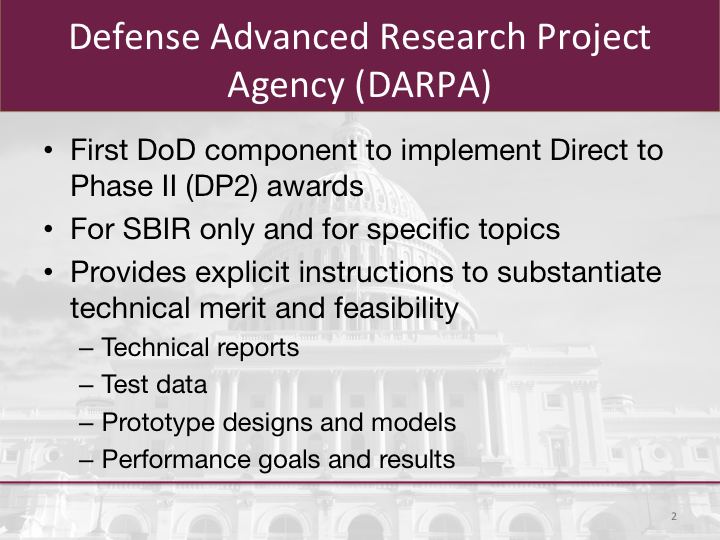 Defense Advanced Research Project
Agency (DARPA)
• First DoD component to implement Direct to
Phase II (DP2) awards
• For SBIR only and for specific topics
• Provides explicit instructions to substantiate
technical merit and feasibility
– Technical reports
– Test data
– Prototype designs and models
– Performance goals and results
2